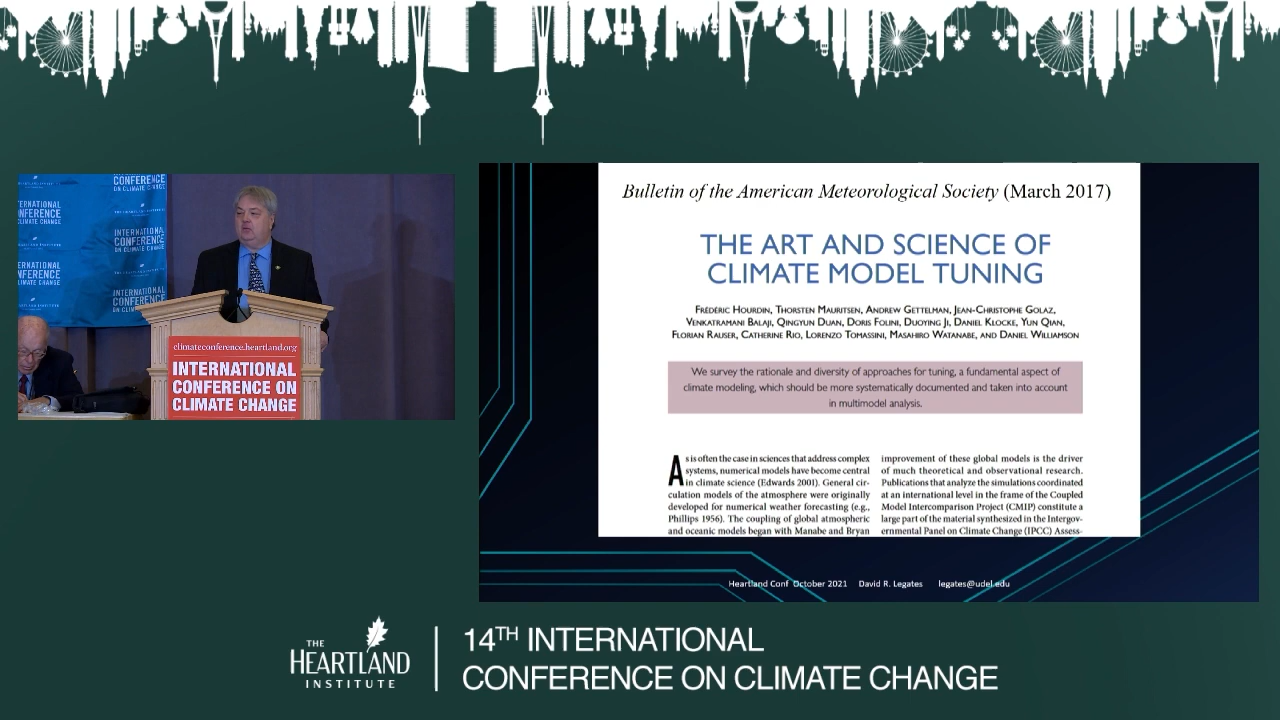 CONFERENCE
ON CLIMATE CHANGE
INTERNATIONAL
CONFERENCE
ON CLIMATE CHANGE
INTERNATIONAL
CONFERENCE
ON CLIMATE CHANGE
INTERNATIONAL
CONFERENCE
ON CLIMATE CHANGE
INTERNATIONAL
CONFERENCE
ON CLIMATE CHANGE
climateconference.heartland.org
INTERNATIONAL
CONFERENCE ON
CLIMATE CHANGE
Bulletin of the American Meteorological Society (March 2017)
THE ART AND SCIENCE OF
CLIMATE MODEL TUNING
Frédéric Hourdin, Thorsten Mauritsen, Andrew Gettelman, Jean-Christophe Golaz,
Venkatramani Balaji, Qingyun Duan, Doris Folini, Duoying Ji, Daniel Klocke, Yun Qian,
Florian Rauser, Catherine Rio, Lorenzo Tomassini, Masahiro Watanabe, and Daniel Williamson
We survey the rationale and diversity of approaches for tuning, a fundamental aspect of
climate modeling, which should be more systematically documented and taken into account
in multimodel analysis.
As is often the case in sciences that address complex
systems, numerical models have become central
in climate science (Edwards 2001). General cir-
culation models of the atmosphere were originally
developed for numerical weather forecasting (e.g.,
Phillips 1956). The coupling of global atmospheric
and oceanic models began with Manabe and Bryan
improvement of these global models is the driver
of much theoretical and observational research.
Publications that analyze the simulations coordinated
at an international level in the frame of the Coupled
Model Intercomparison Project (CMIP) constitute a
large part of the material synthesized in the Intergov-
ernmental Panel on Climate Change (IPCC) Assess-
Heartland Conf October 2021 David R. Legates legates@udel.edu
THE
HEARTLAND
INSTITUTE
14TH INTERNATIONAL
CONFERENCE ON CLIMATE CHANGE